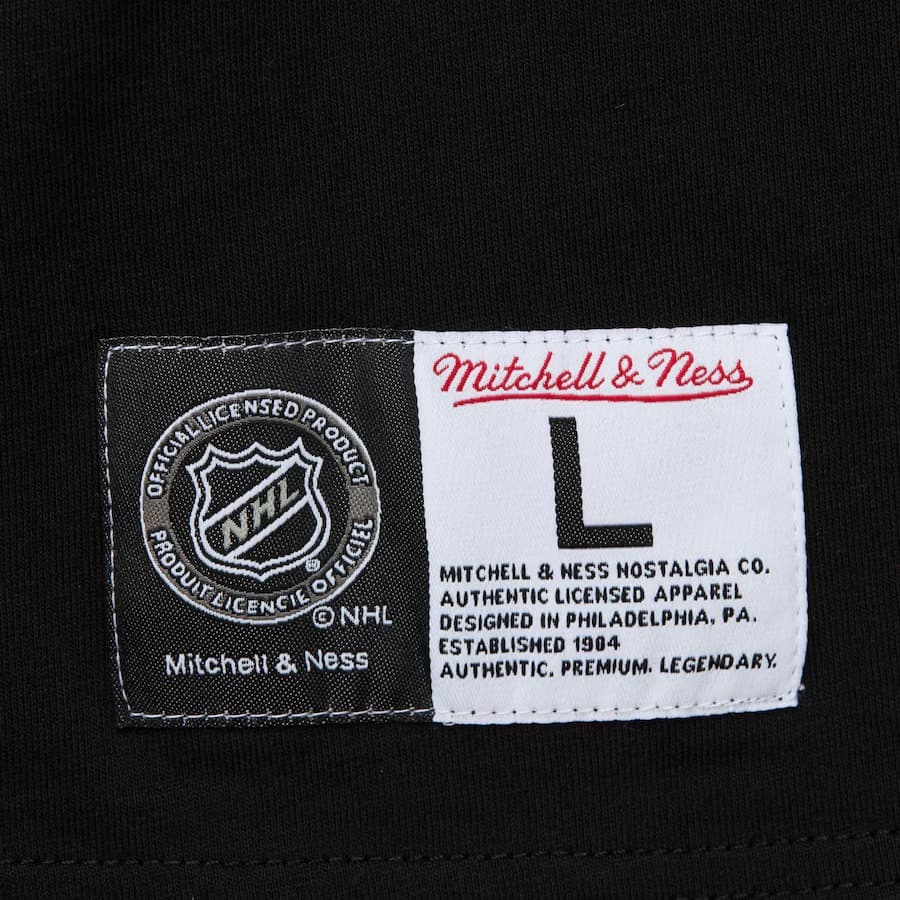 OFFICIAL LICENSED PRODUCT
NHL
PRODUIT LICENCIE OFFICIEL
®
© NHL
Mitchell & Ness
Mitchell & Ness
L
MITCHELL & NESS NOSTALGIA CO.
AUTHENTIC LICENSED APPAREL
DESIGNED IN PHILADELPHIA, PA.
ESTABLISHED 1904
AUTHENTIC. PREMIUM. LEGENDARY.